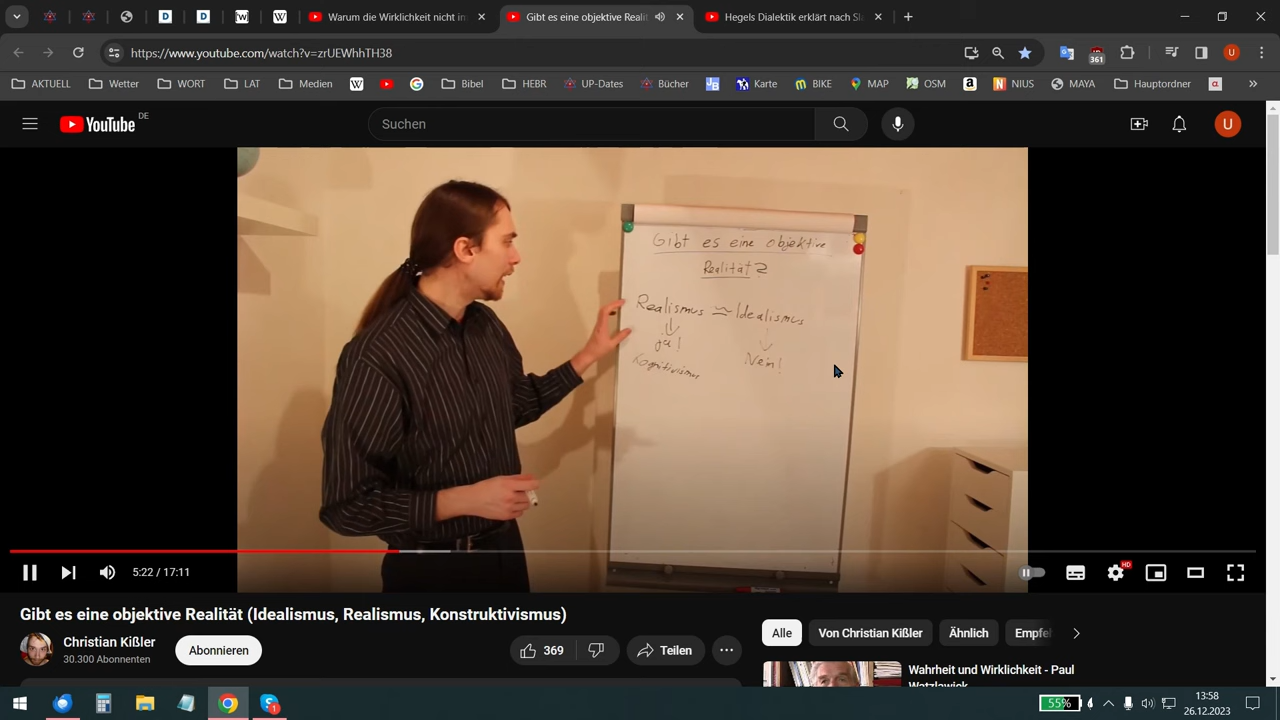 Warum die Wirklichkeit nicht in
Gibt es eine objektive Realit
Hegels Dialektik erklärt nach Sl
https://www.youtube.com/watch?v=zrUEWhhTH38
361
U
AKTUELL
Wetter
WORT
LAT
Medien
Bibel
HEBR
UP-Dates
Bücher
Karte
BIKE
MAP
OSM
NIUS
MAYA
Hauptordner
YouTube DE
Suchen
U
Gibt es eine objektive
Realität?
Realismus Idealismus
ja! Nein!
Kognitivismus
5:22 / 17:11
HD
Gibt es eine objektive Realität (Idealismus, Realismus, Konstruktivismus)
Christian Kißler
30.300 Abonnenten
Abonnieren
369
Teilen
Alle
Von Christian Kißler
Ähnlich
Empfel
Wahrheit und Wirklichkeit - Paul
Watzlawick
55%
13:58
26.12.2023